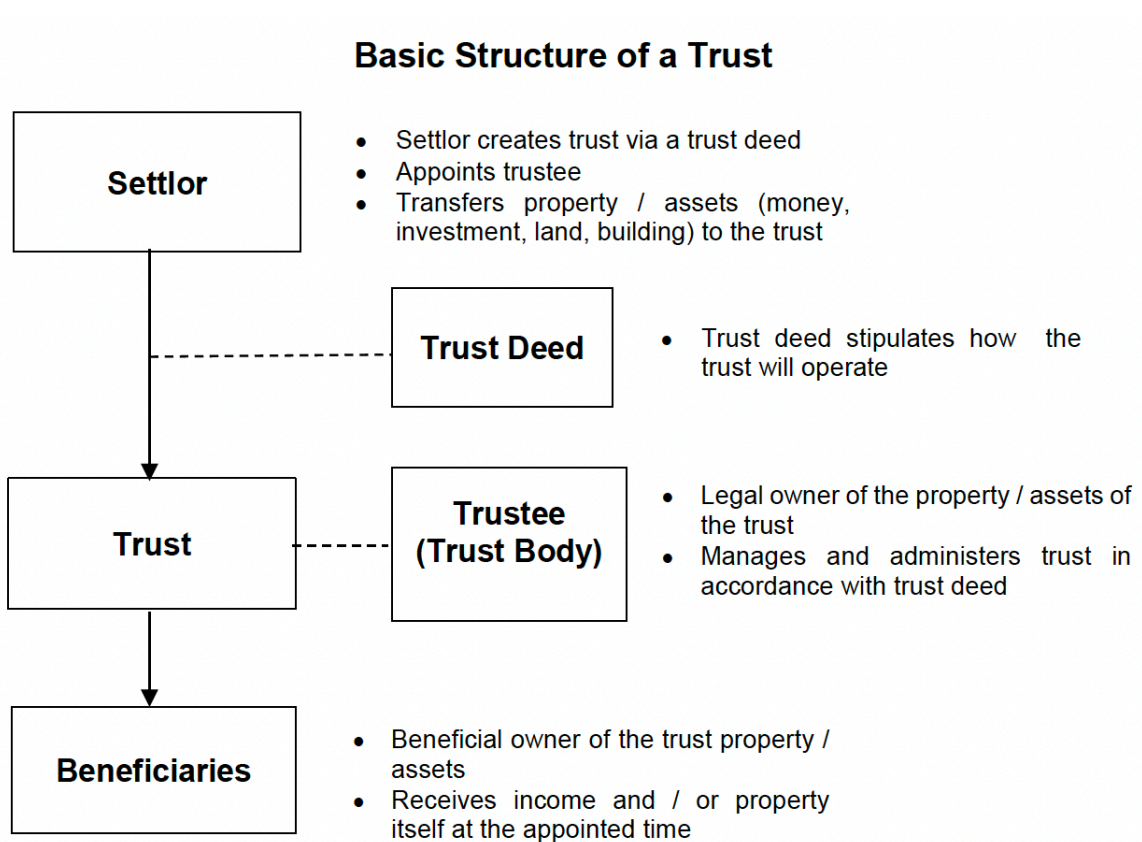 Basic Structure of a Trust
Settlor
• Settlor creates trust via a trust deed
• Appoints trustee
• Transfers property / assets (money,
investment, land, building) to the trust
Trust Deed
• Trust deed stipulates how the
trust will operate
Trust
Trustee
(Trust Body)
• Legal owner of the property / assets of
the trust
• Manages and administers trust in
accordance with trust deed
Beneficiaries
• Beneficial owner of the trust property /
assets
• Receives income and / or property
itself at the appointed time